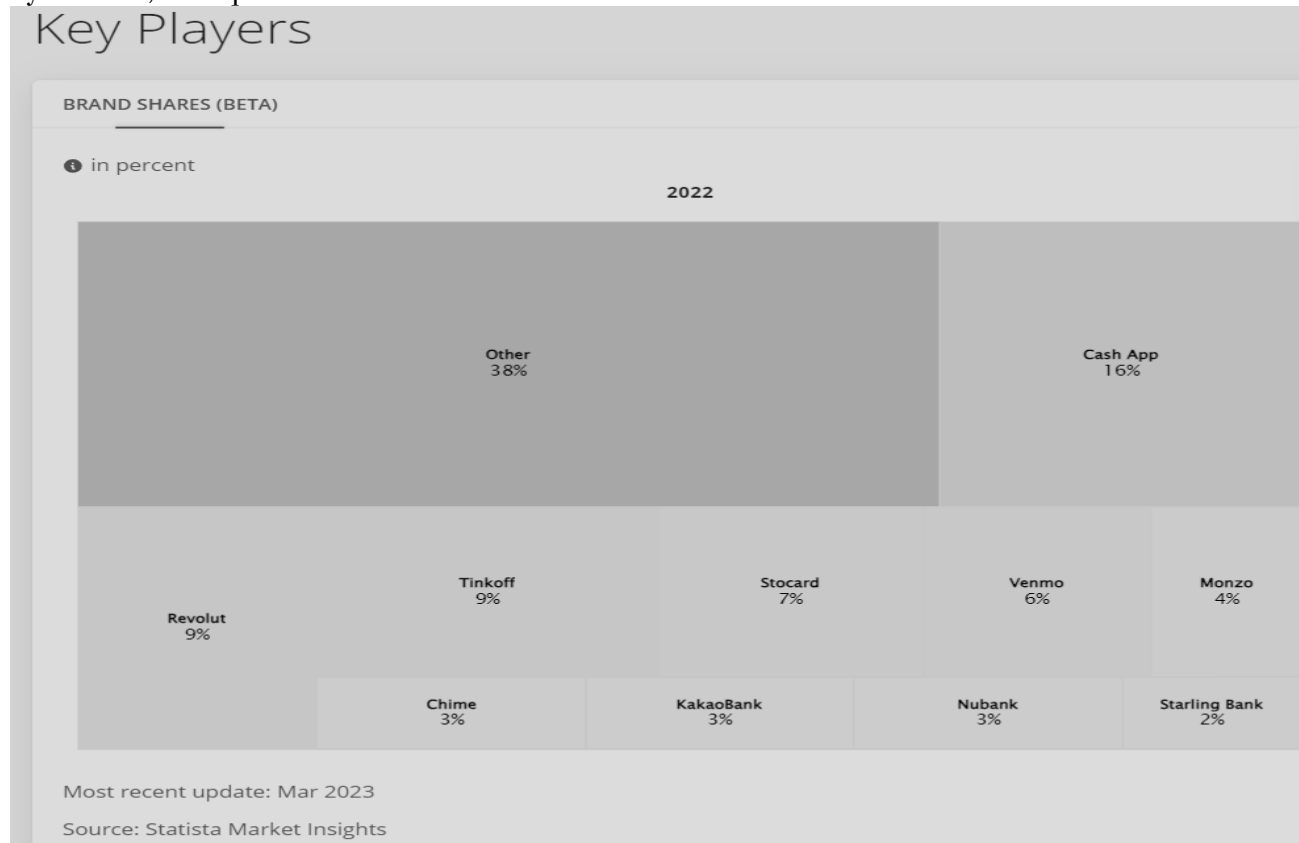 Key Players
BRAND SHARES (BETA)
in percent
2022
Other
38%
Cash App
16%
Revolut
9%
Tinkoff
9%
Stocard
7%
Venmo
6%
Monzo
4%
Chime
3%
KakaoBank
3%
Nubank
3%
Starling Bank
2%
Most recent update: Mar 2023
Source: Statista Market Insights